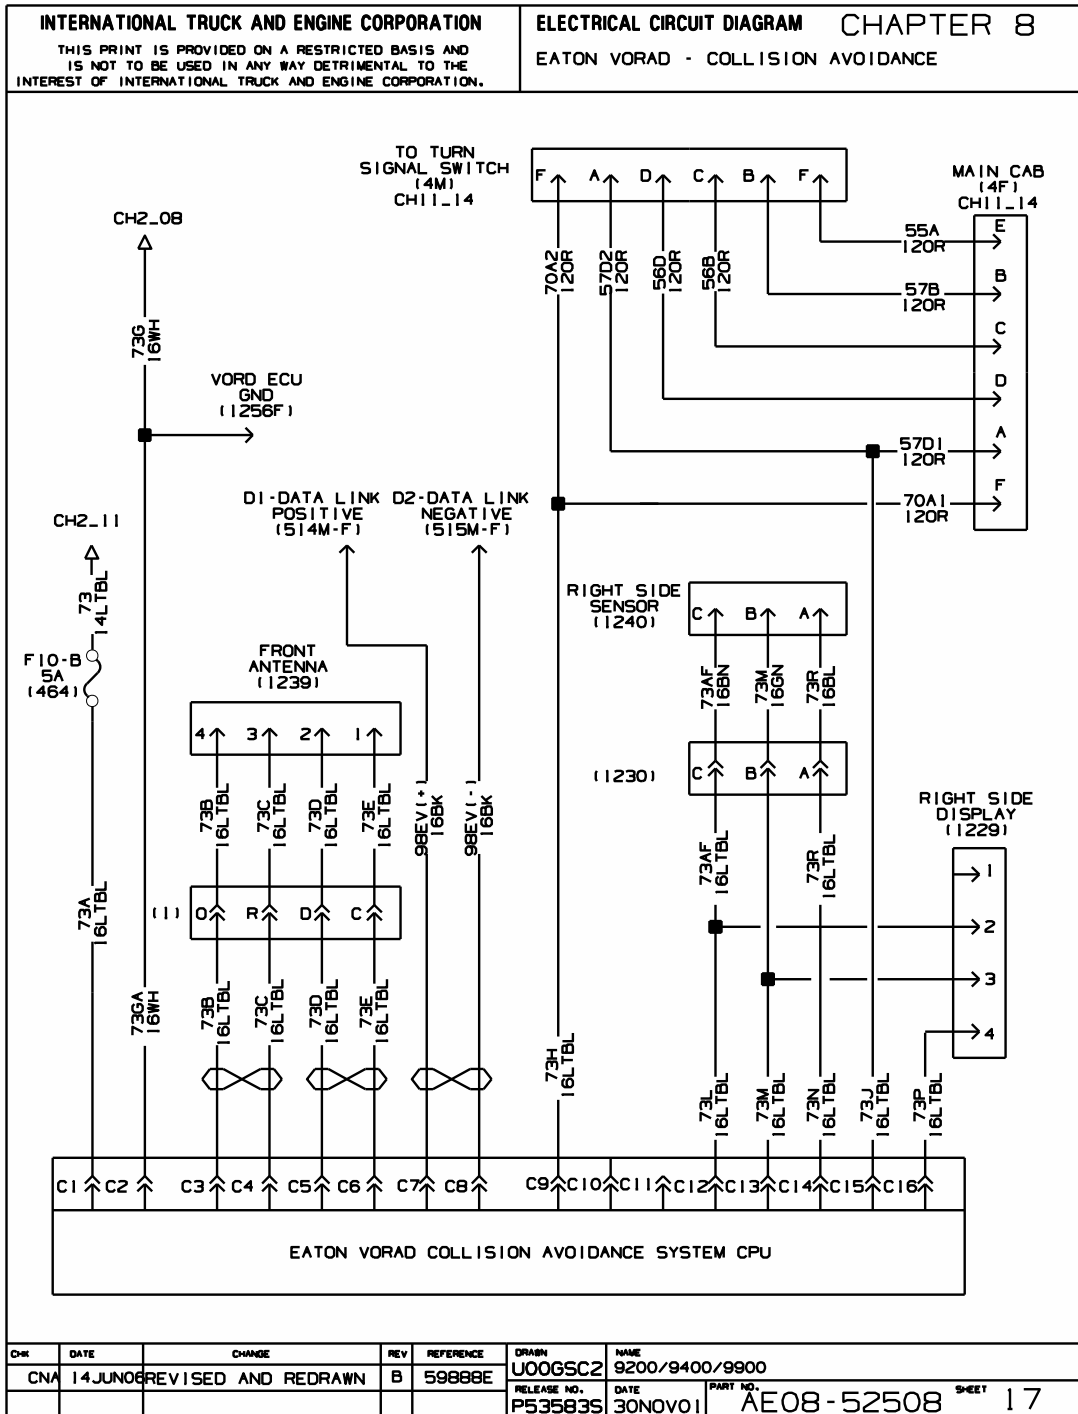 INTERNATIONAL TRUCK AND ENGINE CORPORATION
THIS PRINT IS PROVIDED ON A RESTRICTED BASIS AND
IS NOT TO BE USED IN ANY WAY DETRIMENTAL TO THE
INTEREST OF INTERNATIONAL TRUCK AND ENGINE CORPORATION.
ELECTRICAL CIRCUIT DIAGRAM CHAPTER 8
EATON VORAD - COLLISION AVOIDANCE
TO TURN
SIGNAL SWITCH
(4M)
CH11_14
F A D C B F
MAIN CAB
(4F)
CH11_14
E
B
C
D
A
F
55A
120R
57B
120R
57D1
120R
70A1
120R
70A2
120R
57D2
120R
56D
120R
56B
120R
CH2_08
73G
16WH
VORD ECU
GND
(1256F)
D1-DATA LINK
POSITIVE
(514M-F)
D2-DATA LINK
NEGATIVE
(515M-F)
CH2_11
73
14LTBL
F10-B
5A
(464)
FRONT
ANTENNA
(1239)
4 3 2 1
73B
16LTBL
73C
16LTBL
73D
16LTBL
73E
16LTBL
98EV(+)
16BK
98EV(-)
16BK
(1)
O R D C
73A
16LTBL
73GA
16WH
73B
16LTBL
73C
16LTBL
73D
16LTBL
73E
16LTBL
RIGHT SIDE
SENSOR
(1240)
C B A
73AF
16BN
73M
16GN
73R
16BL
(1230)
C B A
73AF
16LTBL
73R
16LTBL
RIGHT SIDE
DISPLAY
(1229)
1
2
3
4
73H
16LTBL
73L
16LTBL
73M
16LTBL
73N
16LTBL
73J
16LTBL
73P
16LTBL
C1 C2 C3 C4 C5 C6 C7 C8 C9 C10 C11 C12 C13 C14 C15 C16
EATON VORAD COLLISION AVOIDANCE SYSTEM CPU
CHK DATE CHANGE REV REFERENCE
CNA 14JUN06 REVISED AND REDRAWN B 59888E
DRAWN
U00GSC2
NAME
9200/9400/9900
RELEASE NO.
P53583S
DATE
30NOV01
PART NO.
AE08-52508
SHEET 17